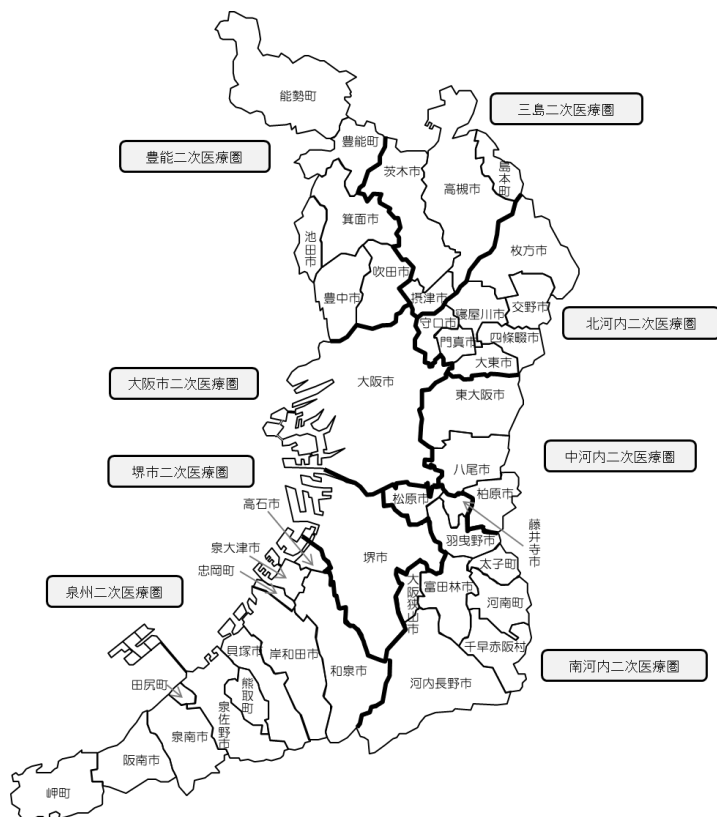 能勢町
三島二次医療圏
豊能町
豊能二次医療圏
茨木市
高槻市
島本町
箕面市
池田市
枚方市
吹田市
豊中市
摂津市
寝屋川市
交野市
守口市
北河内二次医療圏
門真市
四條畷市
大東市
大阪市二次医療圏
大阪市
東大阪市
中河内二次医療圏
八尾市
堺市二次医療圏
柏原市
松原市
高石市
藤井寺市
羽曳野市
泉大津市
堺市
太子町
忠岡町
泉州二次医療圏
大阪狭山市
富田林市
河南町
千早赤阪村
貝塚市
岸和田市
和泉市
南河内二次医療圏
田尻町
熊取町
河内長野市
泉佐野市
泉南市
阪南市
岬町